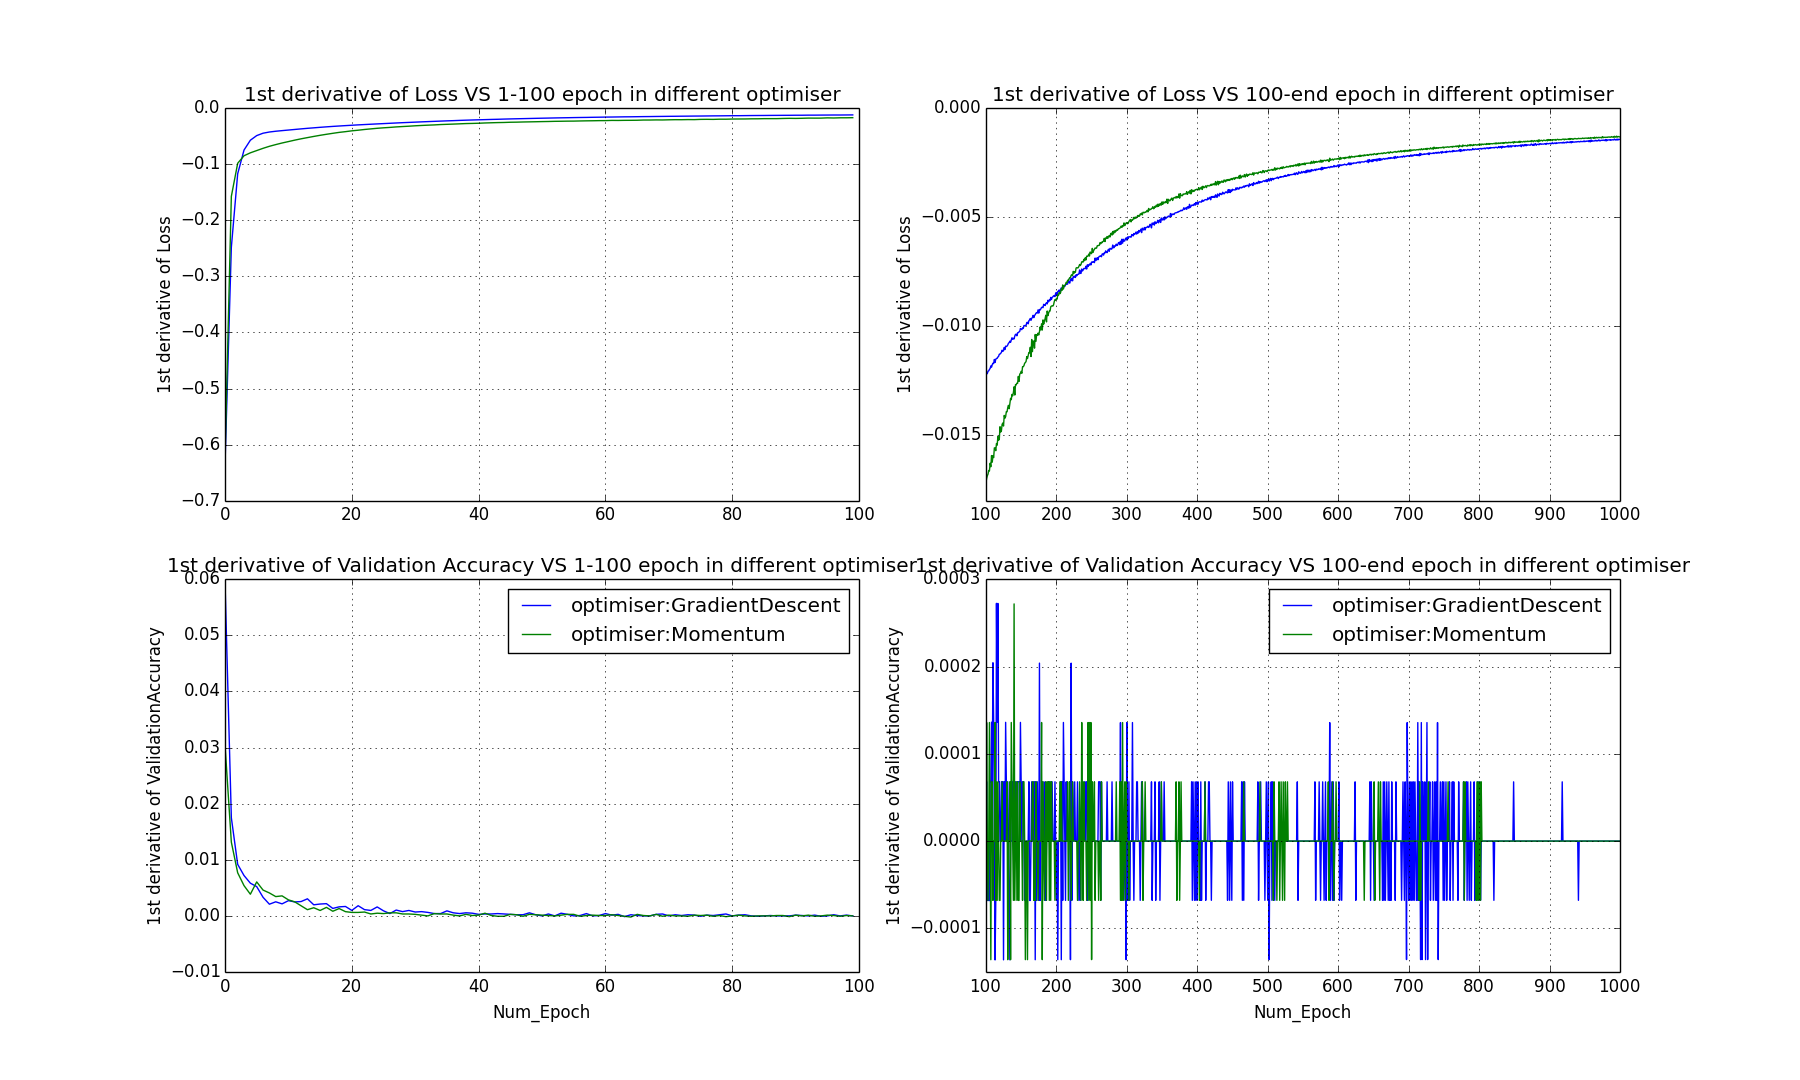 1st derivative of Loss VS 1-100 epoch in different optimiser
0.0
−0.1
−0.2
−0.3
−0.4
−0.5
−0.6
−0.7
1st derivative of Loss
0 20 40 60 80 100
1st derivative of Loss VS 100-end epoch in different optimiser
0.000
−0.005
−0.010
−0.015
1st derivative of Loss
100 200 300 400 500 600 700 800 900 1000
1st derivative of Validation Accuracy VS 1-100 epoch in different optimiser
0.06
0.05
0.04
0.03
0.02
0.01
0.00
−0.01
1st derivative of ValidationAccuracy
optimiser:GradientDescent
optimiser:Momentum
0 20 40 60 80 100
Num_Epoch
1st derivative of Validation Accuracy VS 100-end epoch in different optimiser
0.0003
0.0002
0.0001
0.0000
−0.0001
1st derivative of ValidationAccuracy
optimiser:GradientDescent
optimiser:Momentum
100 200 300 400 500 600 700 800 900 1000
Num_Epoch